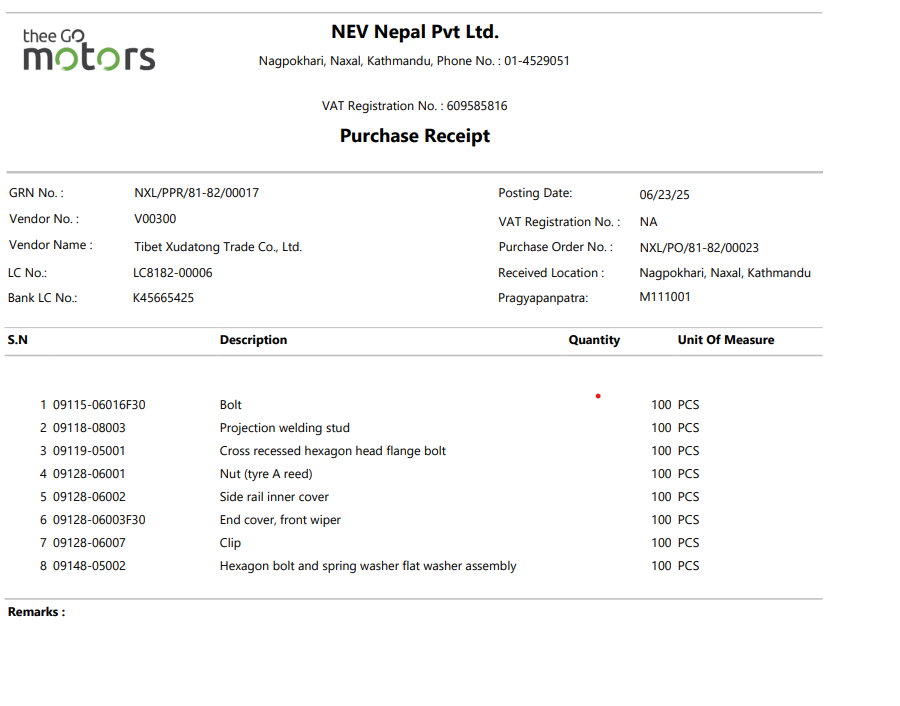 thee GO
motors
NEV Nepal Pvt Ltd.
Nagpokhari, Naxal, Kathmandu, Phone No. : 01-4529051
VAT Registration No. : 609585816
Purchase Receipt
GRN No. : NXL/PPR/81-82/00017 Posting Date: 06/23/25
Vendor No. : V00300 VAT Registration No. : NA
Vendor Name : Tibet Xudatong Trade Co., Ltd. Purchase Order No. : NXL/PO/81-82/00023
LC No.: LC8182-00006 Received Location : Nagpokhari, Naxal, Kathmandu
Bank LC No.: K45665425 Pragyapanpatra: M111001
S.N Description Quantity Unit Of Measure
1 09115-06016F30 Bolt 100 PCS
2 09118-08003 Projection welding stud 100 PCS
3 09119-05001 Cross recessed hexagon head flange bolt 100 PCS
4 09128-06001 Nut (tyre A reed) 100 PCS
5 09128-06002 Side rail inner cover 100 PCS
6 09128-06003F30 End cover, front wiper 100 PCS
7 09128-06007 Clip 100 PCS
8 09148-05002 Hexagon bolt and spring washer flat washer assembly 100 PCS
Remarks :